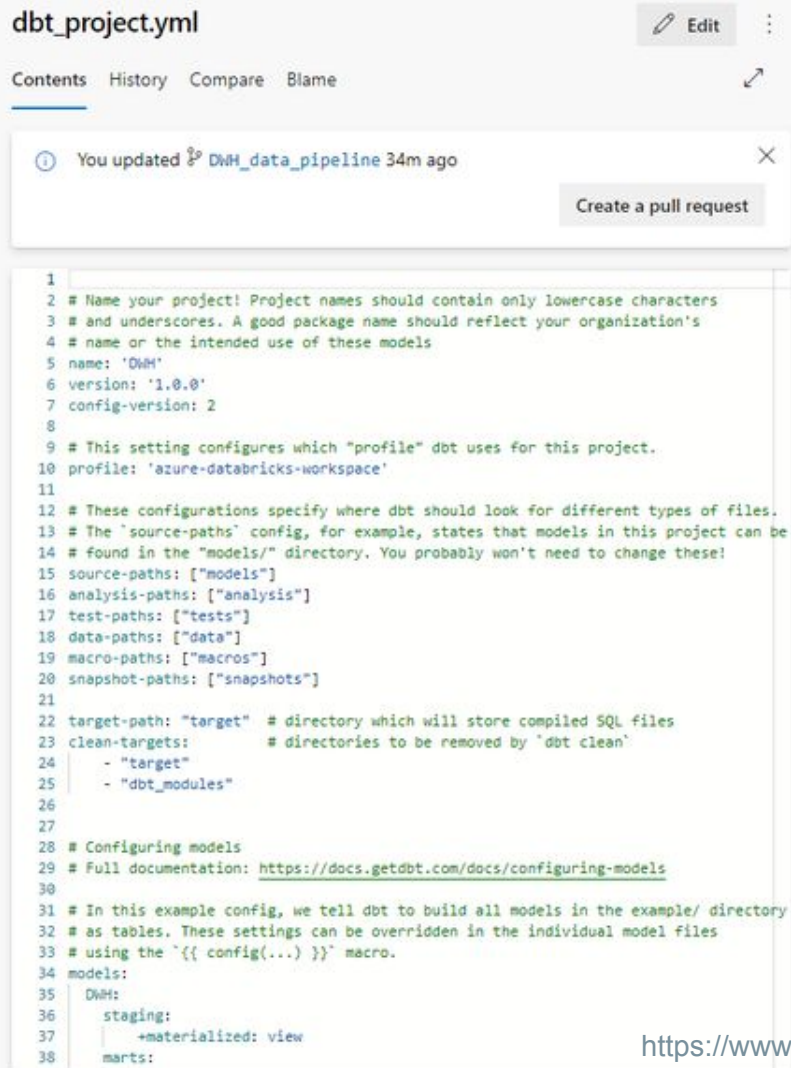 dbt_project.yml
Edit
Contents History Compare Blame
You updated DWH_data_pipeline 34m ago
Create a pull request
1
2 # Name your project! Project names should contain only lowercase characters
3 # and underscores. A good package name should reflect your organization's
4 # name or the intended use of these models
5 name: 'DWH'
6 version: '1.0.0'
7 config-version: 2
8
9 # This setting configures which "profile" dbt uses for this project.
10 profile: 'azure-databricks-workspace'
11
12 # These configurations specify where dbt should look for different types of files.
13 # The `source-paths` config, for example, states that models in this project can be
14 # found in the "models/" directory. You probably won't need to change these!
15 source-paths: ["models"]
16 analysis-paths: ["analysis"]
17 test-paths: ["tests"]
18 data-paths: ["data"]
19 macro-paths: ["macros"]
20 snapshot-paths: ["snapshots"]
21
22 target-path: "target" # directory which will store compiled SQL files
23 clean-targets: # directories to be removed by `dbt clean`
24 - "target"
25 - "dbt_modules"
26
27
28 # Configuring models
29 # Full documentation: https://docs.getdbt.com/docs/configuring-models
30
31 # In this example config, we tell dbt to build all models in the example/ directory
32 # as tables. These settings can be overridden in the individual model files
33 # using the `{{ config(...) }}` macro.
34 models:
35 DWH:
36 staging:
37 +materialized: view
38 marts:
https://www